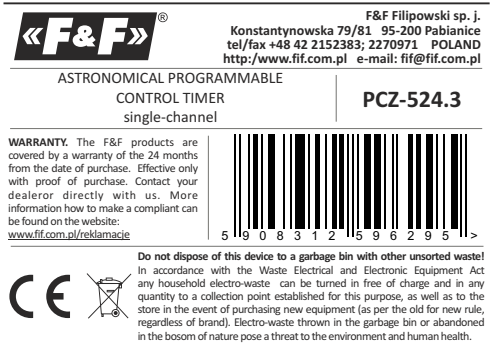 «F&F»®
F&F Filipowski sp. j.
Konstantynowska 79/81 95-200 Pabianice
tel/fax +48 42 2152383; 2270971 POLAND
http:/www.fif.com.pl e-mail: fif@fif.com.pl
ASTRONOMICAL PROGRAMMABLE
CONTROL TIMER
single-channel
PCZ-524.3
WARRANTY. The F&F products are
covered by a warranty of the 24 months
from the date of purchase. Effective only
with proof of purchase. Contact your
dealeror directly with us. More
information how to make a compliant can
be found on the website:
www.fif.com.pl/reklamacje
5 908312 596295 >
CE
Do not dispose of this device to a garbage bin with other unsorted waste!
In accordance with the Waste Electrical and Electronic Equipment Act
any household electro-waste can be turned in free of charge and in any
quantity to a collection point established for this purpose, as well as to the
store in the event of purchasing new equipment (as per the old for new rule,
regardless of brand). Electro-waste thrown in the garbage bin or abandoned
in the bosom of nature pose a threat to the environment and human health.